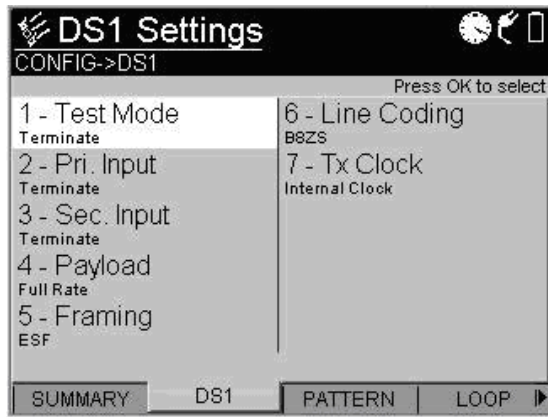 DS1 Settings
CONFIG->DS1
Press OK to select
1 - Test Mode
Terminate
2 - Pri. Input
Terminate
3 - Sec. Input
Terminate
4 - Payload
Full Rate
5 - Framing
ESF
6 - Line Coding
B8ZS
7 - Tx Clock
Internal Clock
SUMMARY DS1 PATTERN LOOP